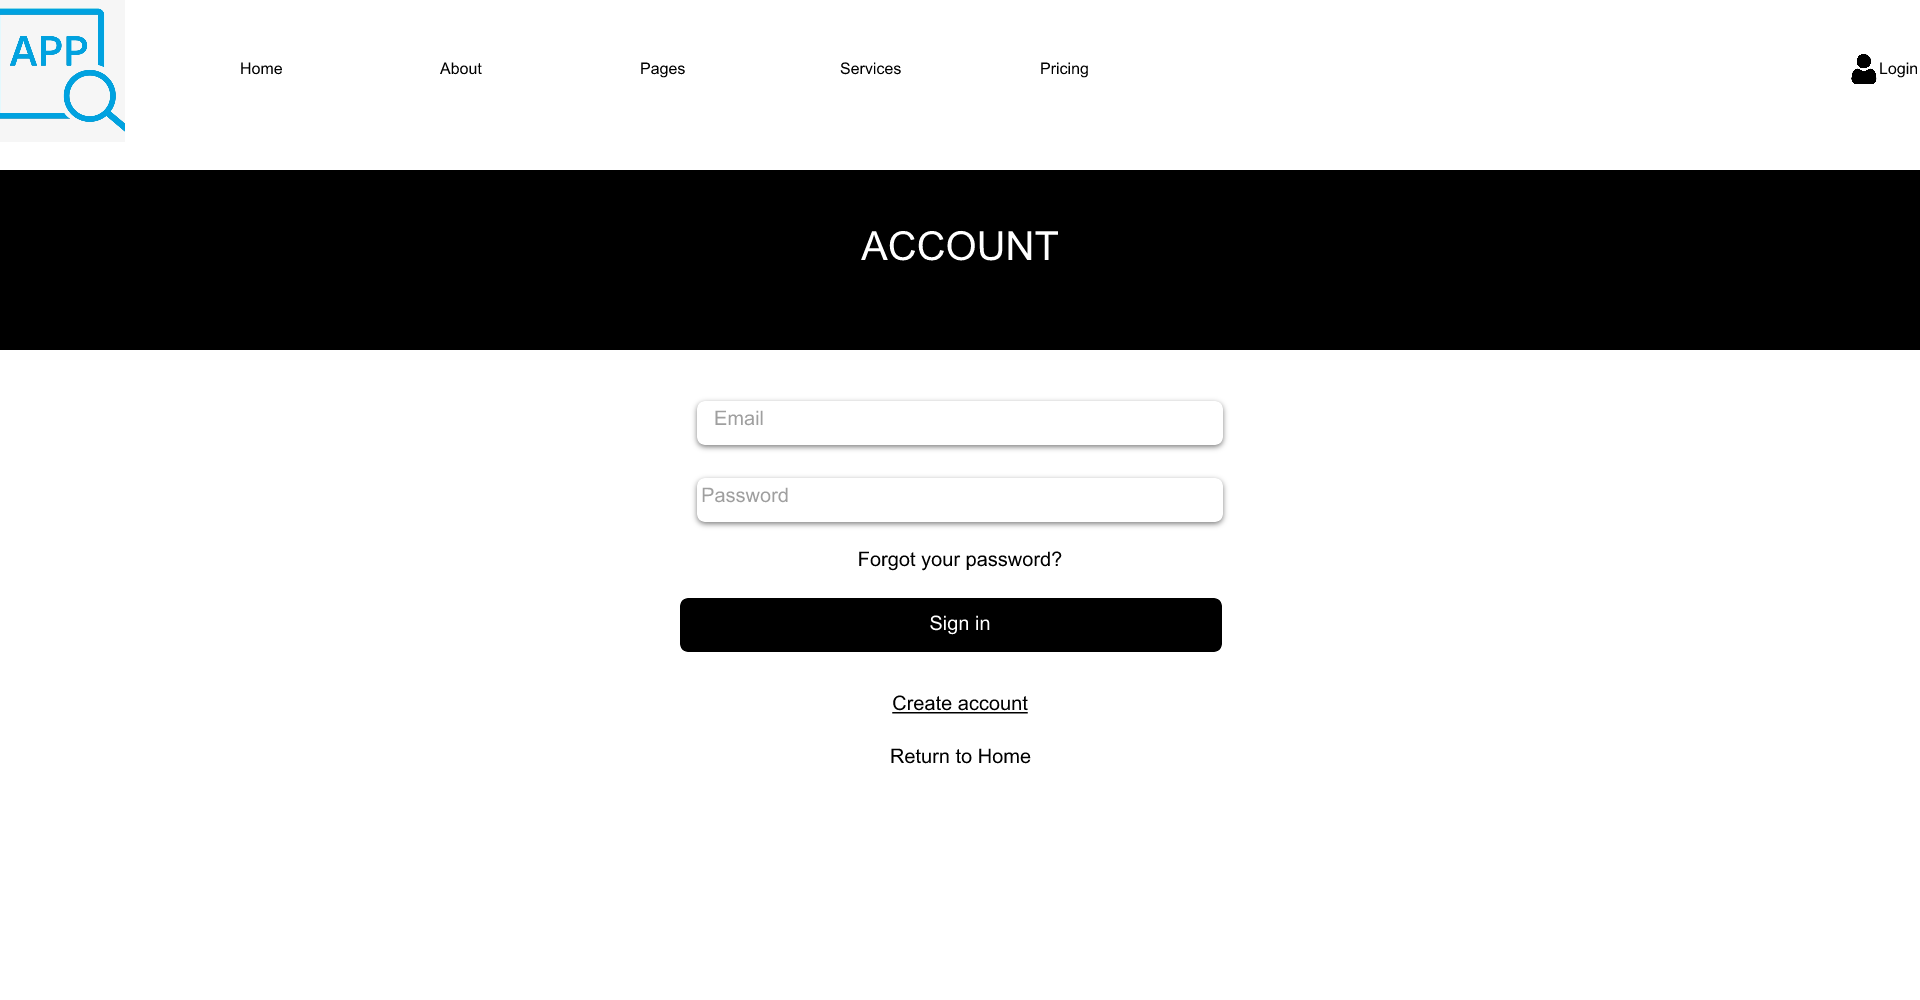 APP
Home About Pages Services Pricing Login
ACCOUNT
Email
Password
Forgot your password?
Sign in
Create account
Return to Home